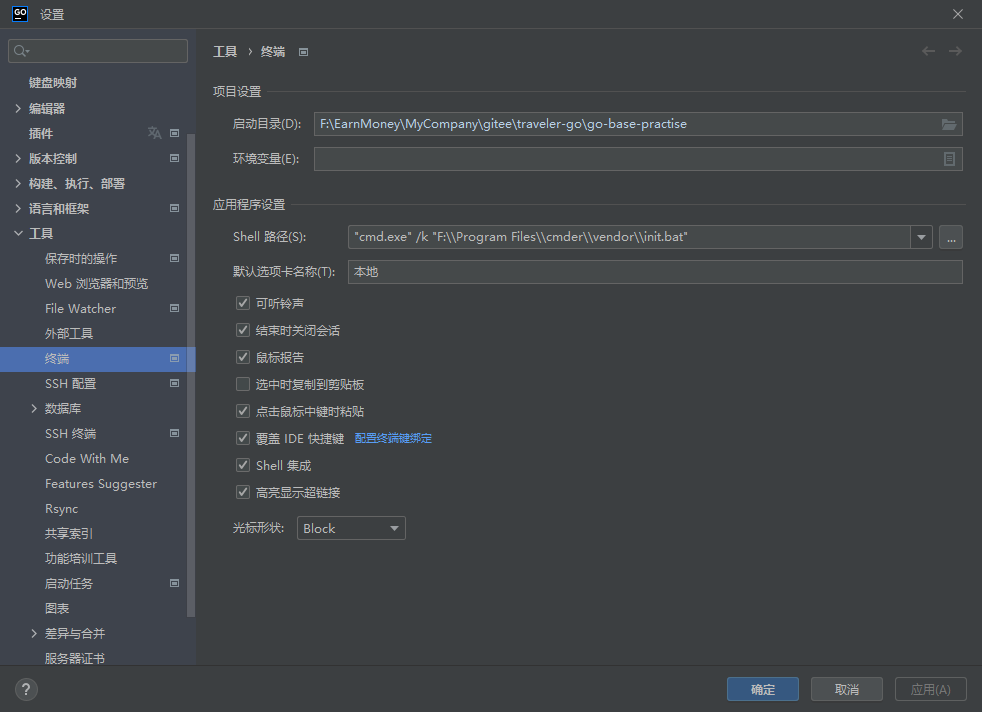 GO 设置
键盘映射
编辑器
插件
版本控制
构建、执行、部署
语言和框架
工具
保存时的操作
Web 浏览器和预览
File Watcher
外部工具
终端
SSH 配置
数据库
SSH 终端
Code With Me
Features Suggester
Rsync
共享索引
功能培训工具
启动任务
图表
差异与合并
服务器证书
工具 › 终端
项目设置
启动目录(D): F:\EarnMoney\MyCompany\gitee\traveler-go\go-base-practise
环境变量(E):
应用程序设置
Shell 路径(S): "cmd.exe" /k "F:\\Program Files\\cmder\\vendor\\init.bat" ...
默认选项卡名称(T): 本地
可听铃声
结束时关闭会话
鼠标报告
选中时复制到剪贴板
点击鼠标中键时粘贴
覆盖 IDE 快捷键 配置终端键绑定
Shell 集成
高亮显示超链接
光标形状: Block
? 确定 取消 应用(A)